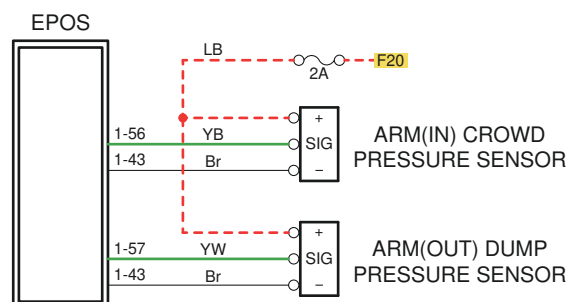 EPOS
LB
2A
F20
+
1-56 YB SIG
1-43 Br −
ARM(IN) CROWD
PRESSURE SENSOR
+
1-57 YW SIG
1-43 Br −
ARM(OUT) DUMP
PRESSURE SENSOR